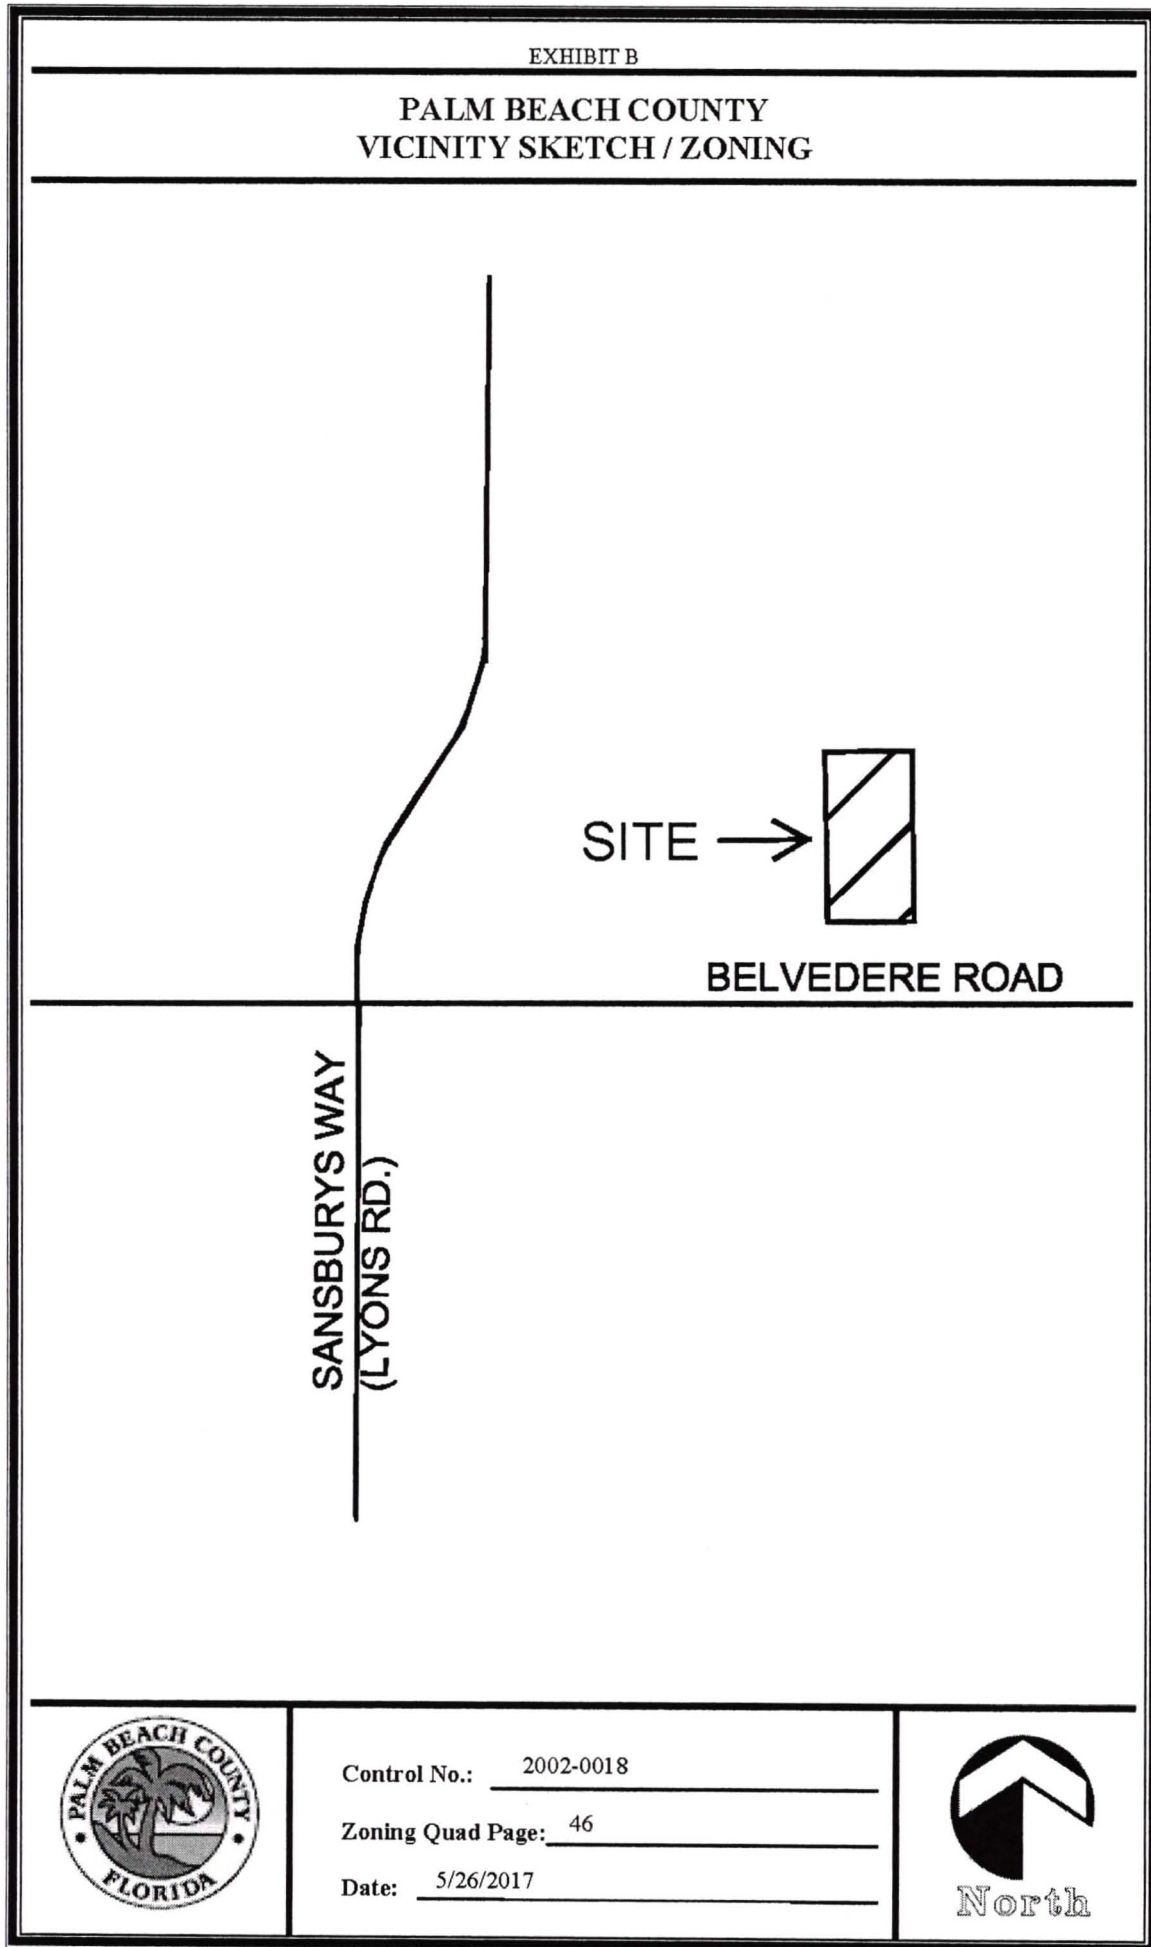 EXHIBIT B
PALM BEACH COUNTY
VICINITY SKETCH / ZONING
SITE
BELVEDERE ROAD
SANSBURYS WAY
(LYONS RD.)
PALM BEACH COUNTY
FLORIDA
Control No.: 2002-0018
Zoning Quad Page: 46
Date: 5/26/2017
North